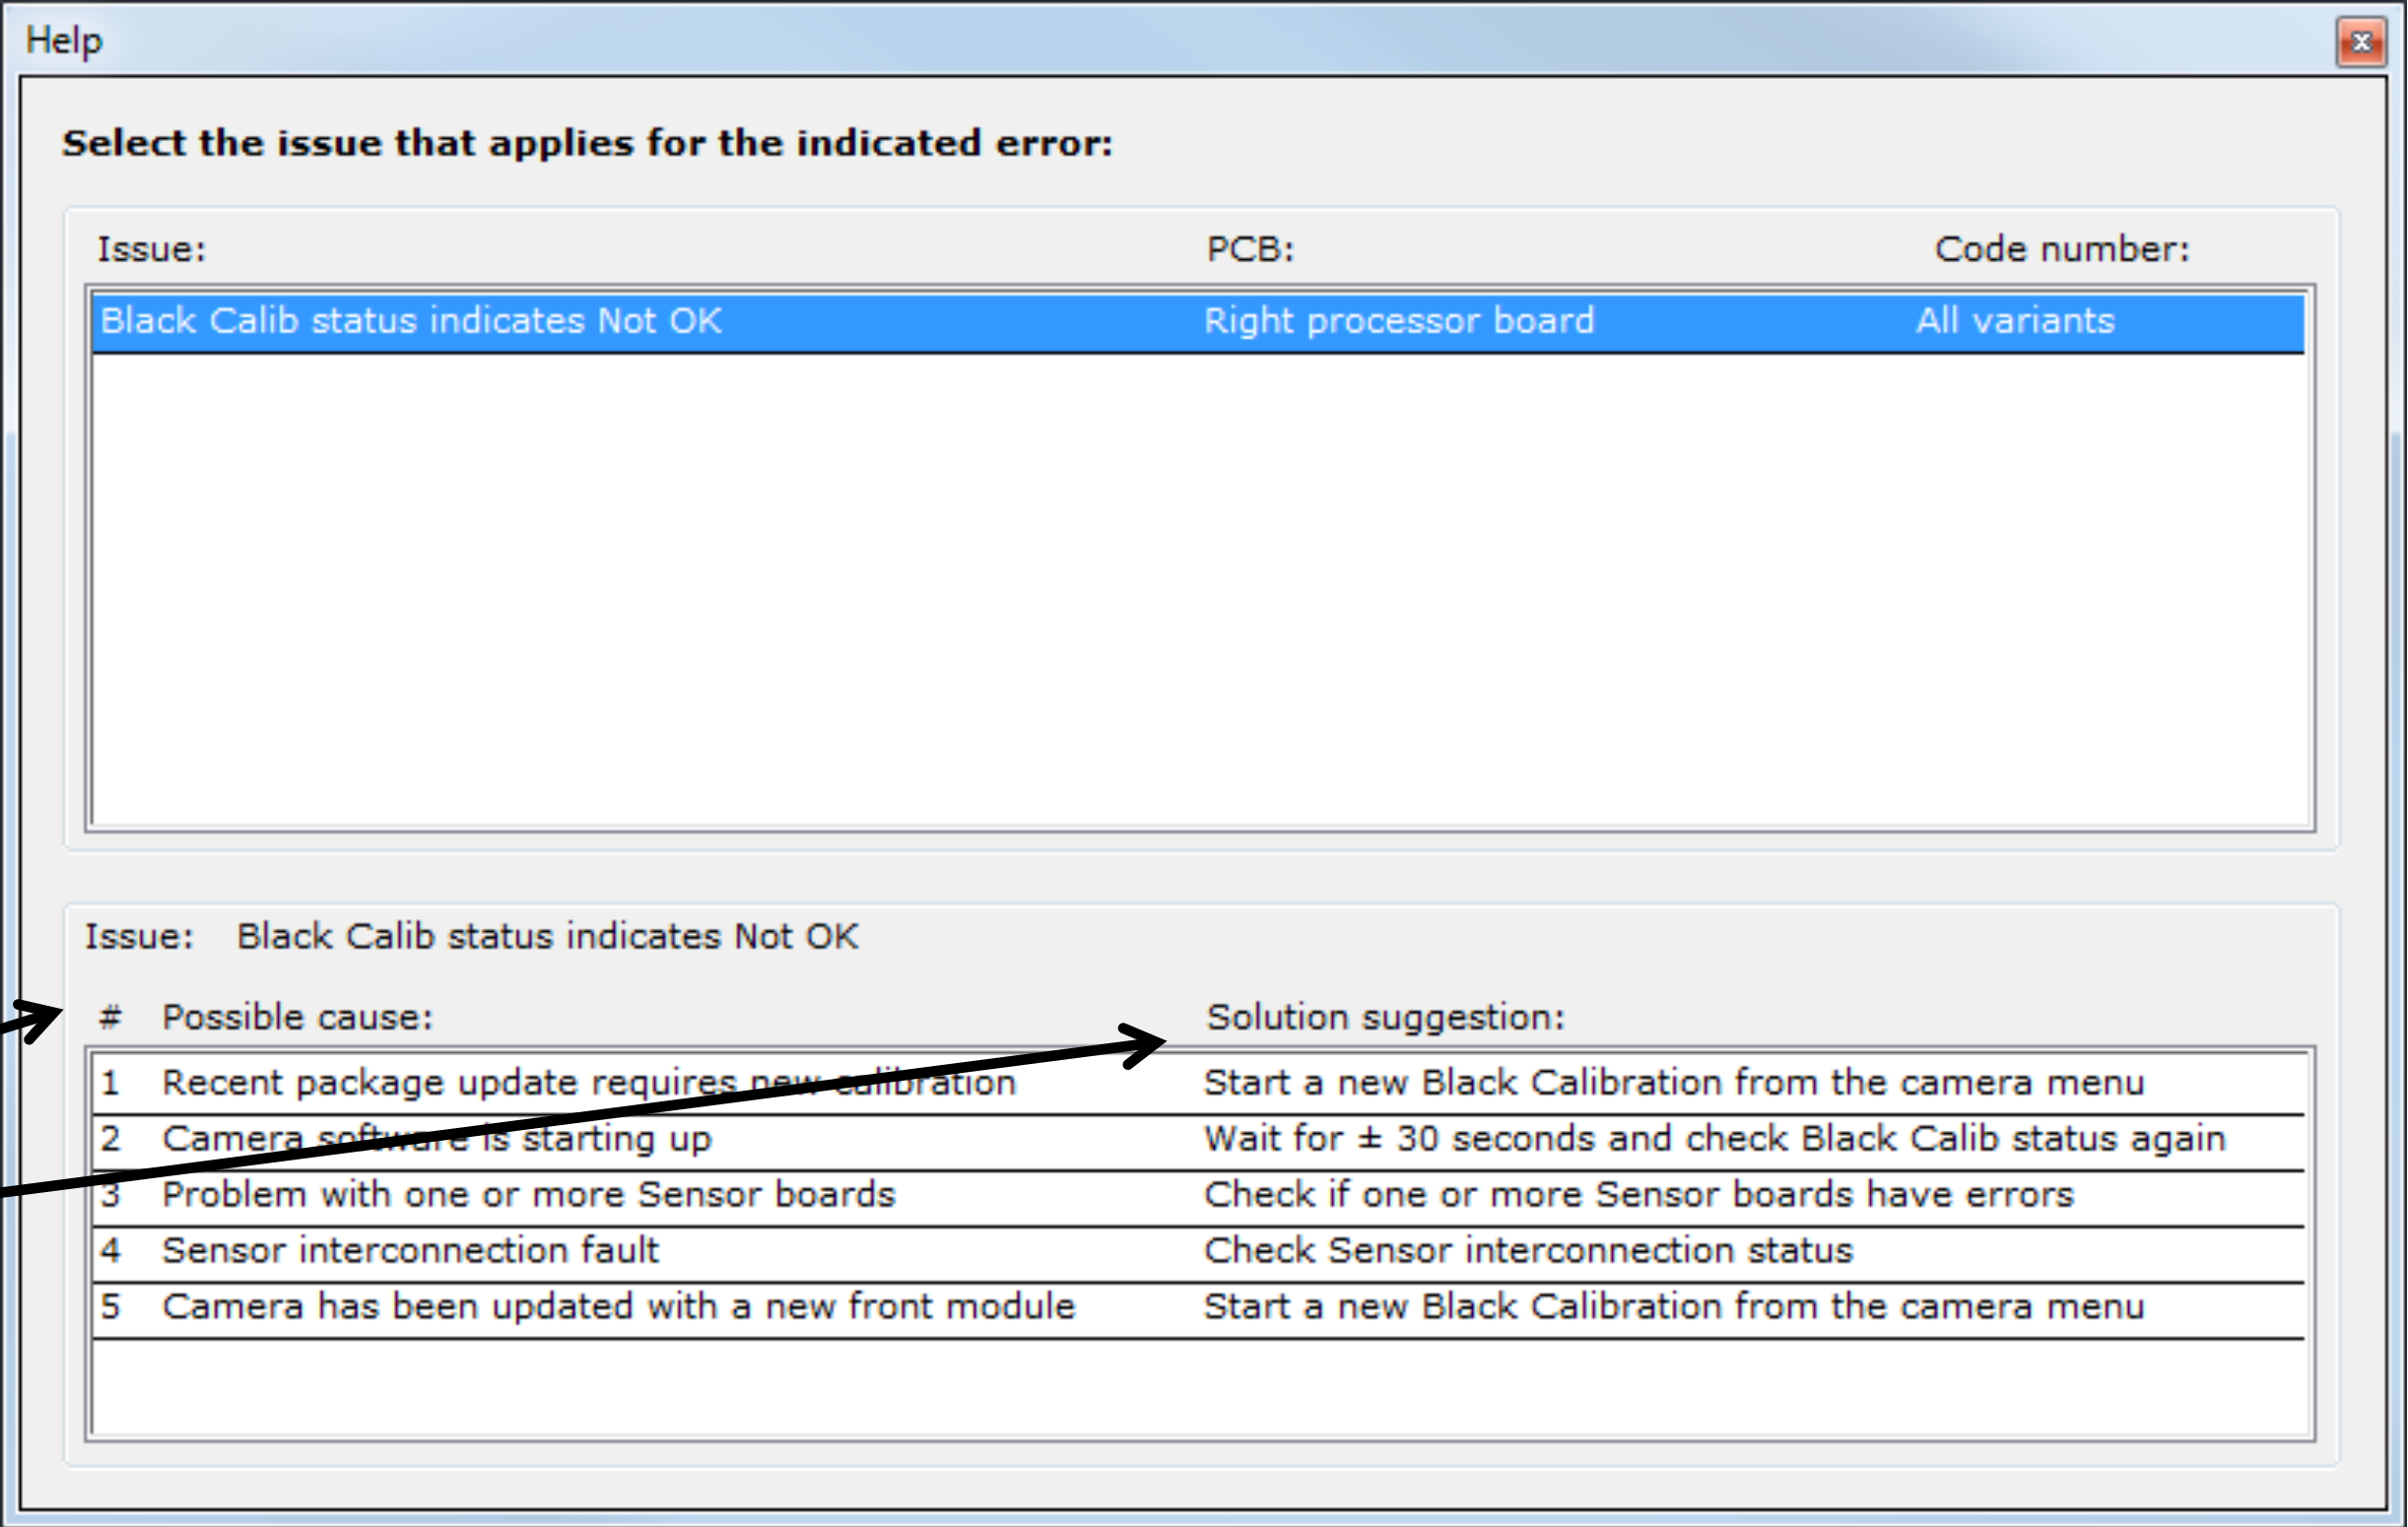 Help
Select the issue that applies for the indicated error:
Issue: PCB: Code number:
Black Calib status indicates Not OK Right processor board All variants
Issue: Black Calib status indicates Not OK
# Possible cause: Solution suggestion:
1 Recent package update requires new calibration Start a new Black Calibration from the camera menu
2 Camera software is starting up Wait for ± 30 seconds and check Black Calib status again
3 Problem with one or more Sensor boards Check if one or more Sensor boards have errors
4 Sensor interconnection fault Check Sensor interconnection status
5 Camera has been updated with a new front module Start a new Black Calibration from the camera menu